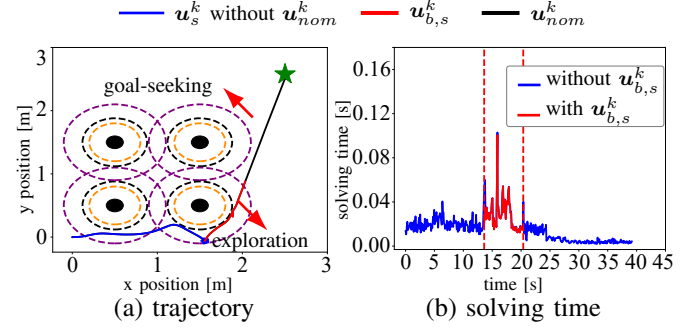 u_s^k without u_nom^k u_b,s^k u_nom^k
3
2
1
0
y position [m]
goal-seeking
exploration
0 1 2 3
x position [m]
(a) trajectory
0.16
0.12
0.08
0.04
0.00
solving time [s]
without u_b,s^k
with u_b,s^k
0 5 10 15 20 25 30 35 40 45
time [s]
(b) solving time